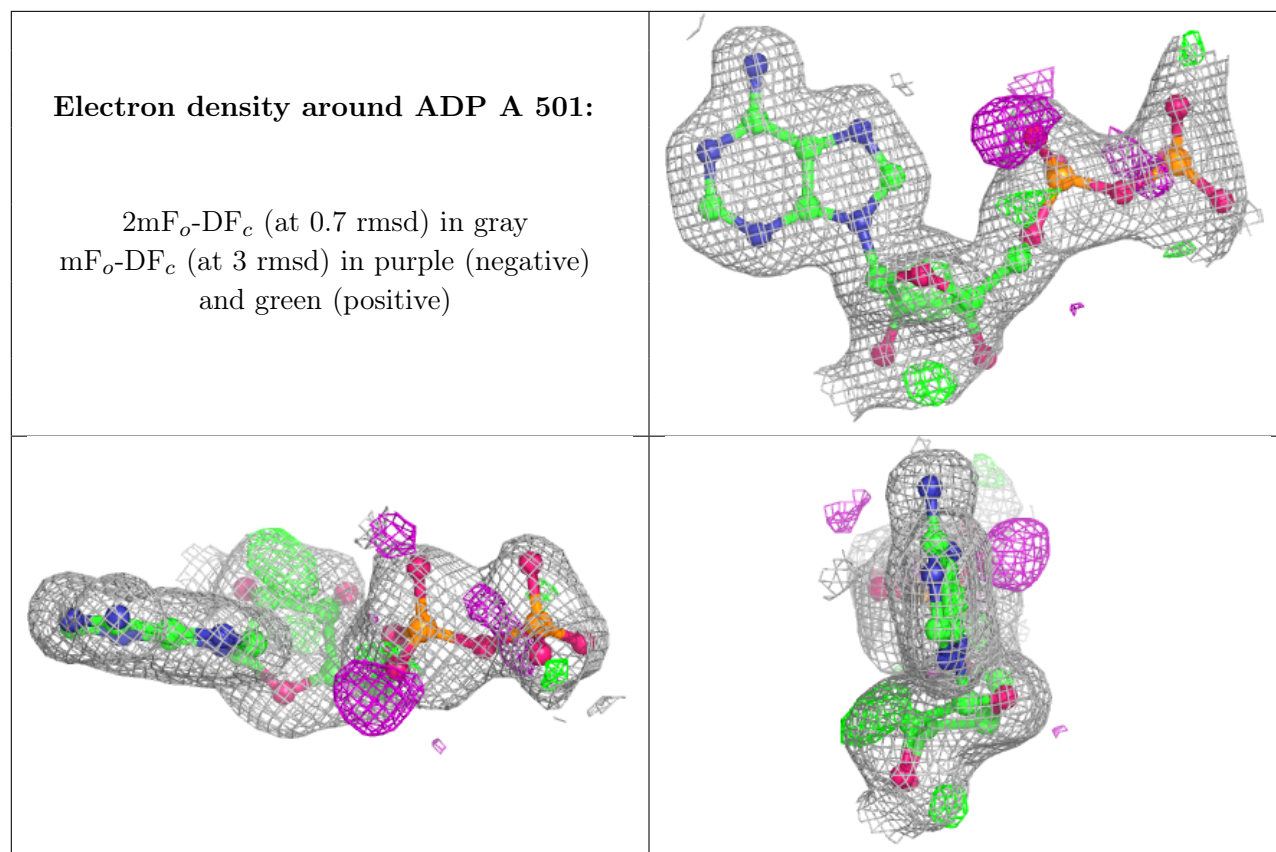 Electron density around ADP A 501:
2mFo-DFc (at 0.7 rmsd) in gray
mFo-DFc (at 3 rmsd) in purple (negative)
and green (positive)